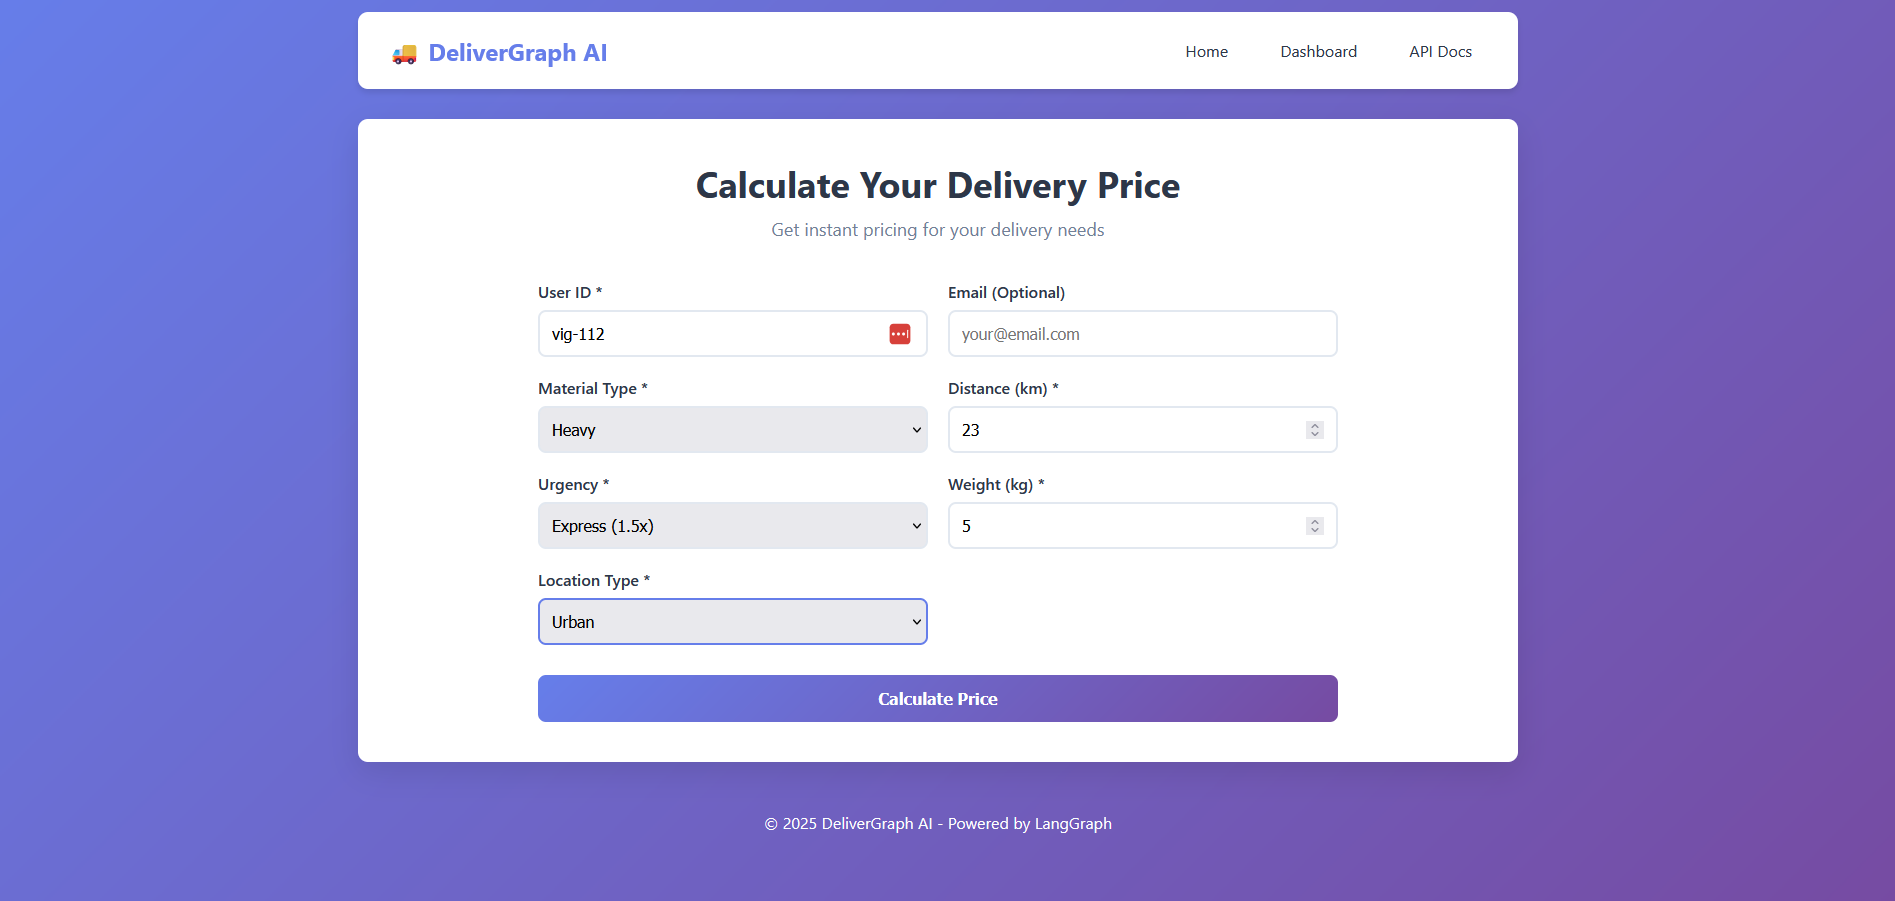 DeliverGraph AI
Home Dashboard API Docs
Calculate Your Delivery Price
Get instant pricing for your delivery needs
User ID * Email (Optional)
vig-112 your@email.com
Material Type * Distance (km) *
Heavy 23
Urgency * Weight (kg) *
Express (1.5x) 5
Location Type *
Urban
Calculate Price
© 2025 DeliverGraph AI - Powered by LangGraph